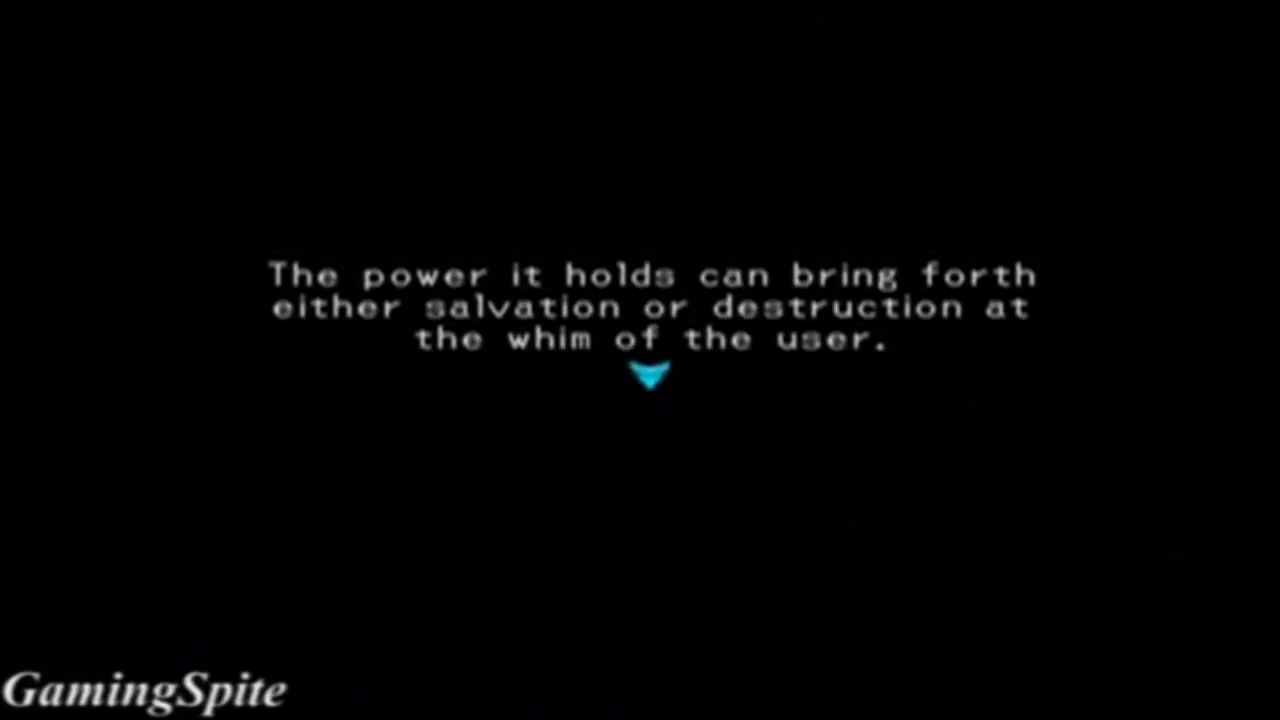 The power it holds can bring forth
either salvation or destruction at
the whim of the user.
GamingSpite